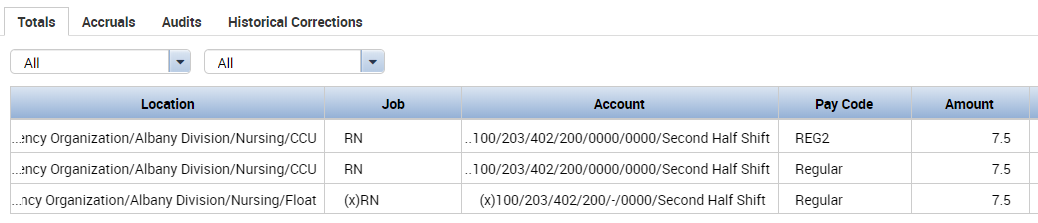 Totals Accruals Audits Historical Corrections
All All
Location Job Account Pay Code Amount
...ency Organization/Albany Division/Nursing/CCU RN ...100/203/402/200/0000/0000/Second Half Shift REG2 7.5
...ency Organization/Albany Division/Nursing/CCU RN ...100/203/402/200/0000/0000/Second Half Shift Regular 7.5
...ncy Organization/Albany Division/Nursing/Float (x)RN (x)100/203/402/200/-/0000/Second Half Shift Regular 7.5